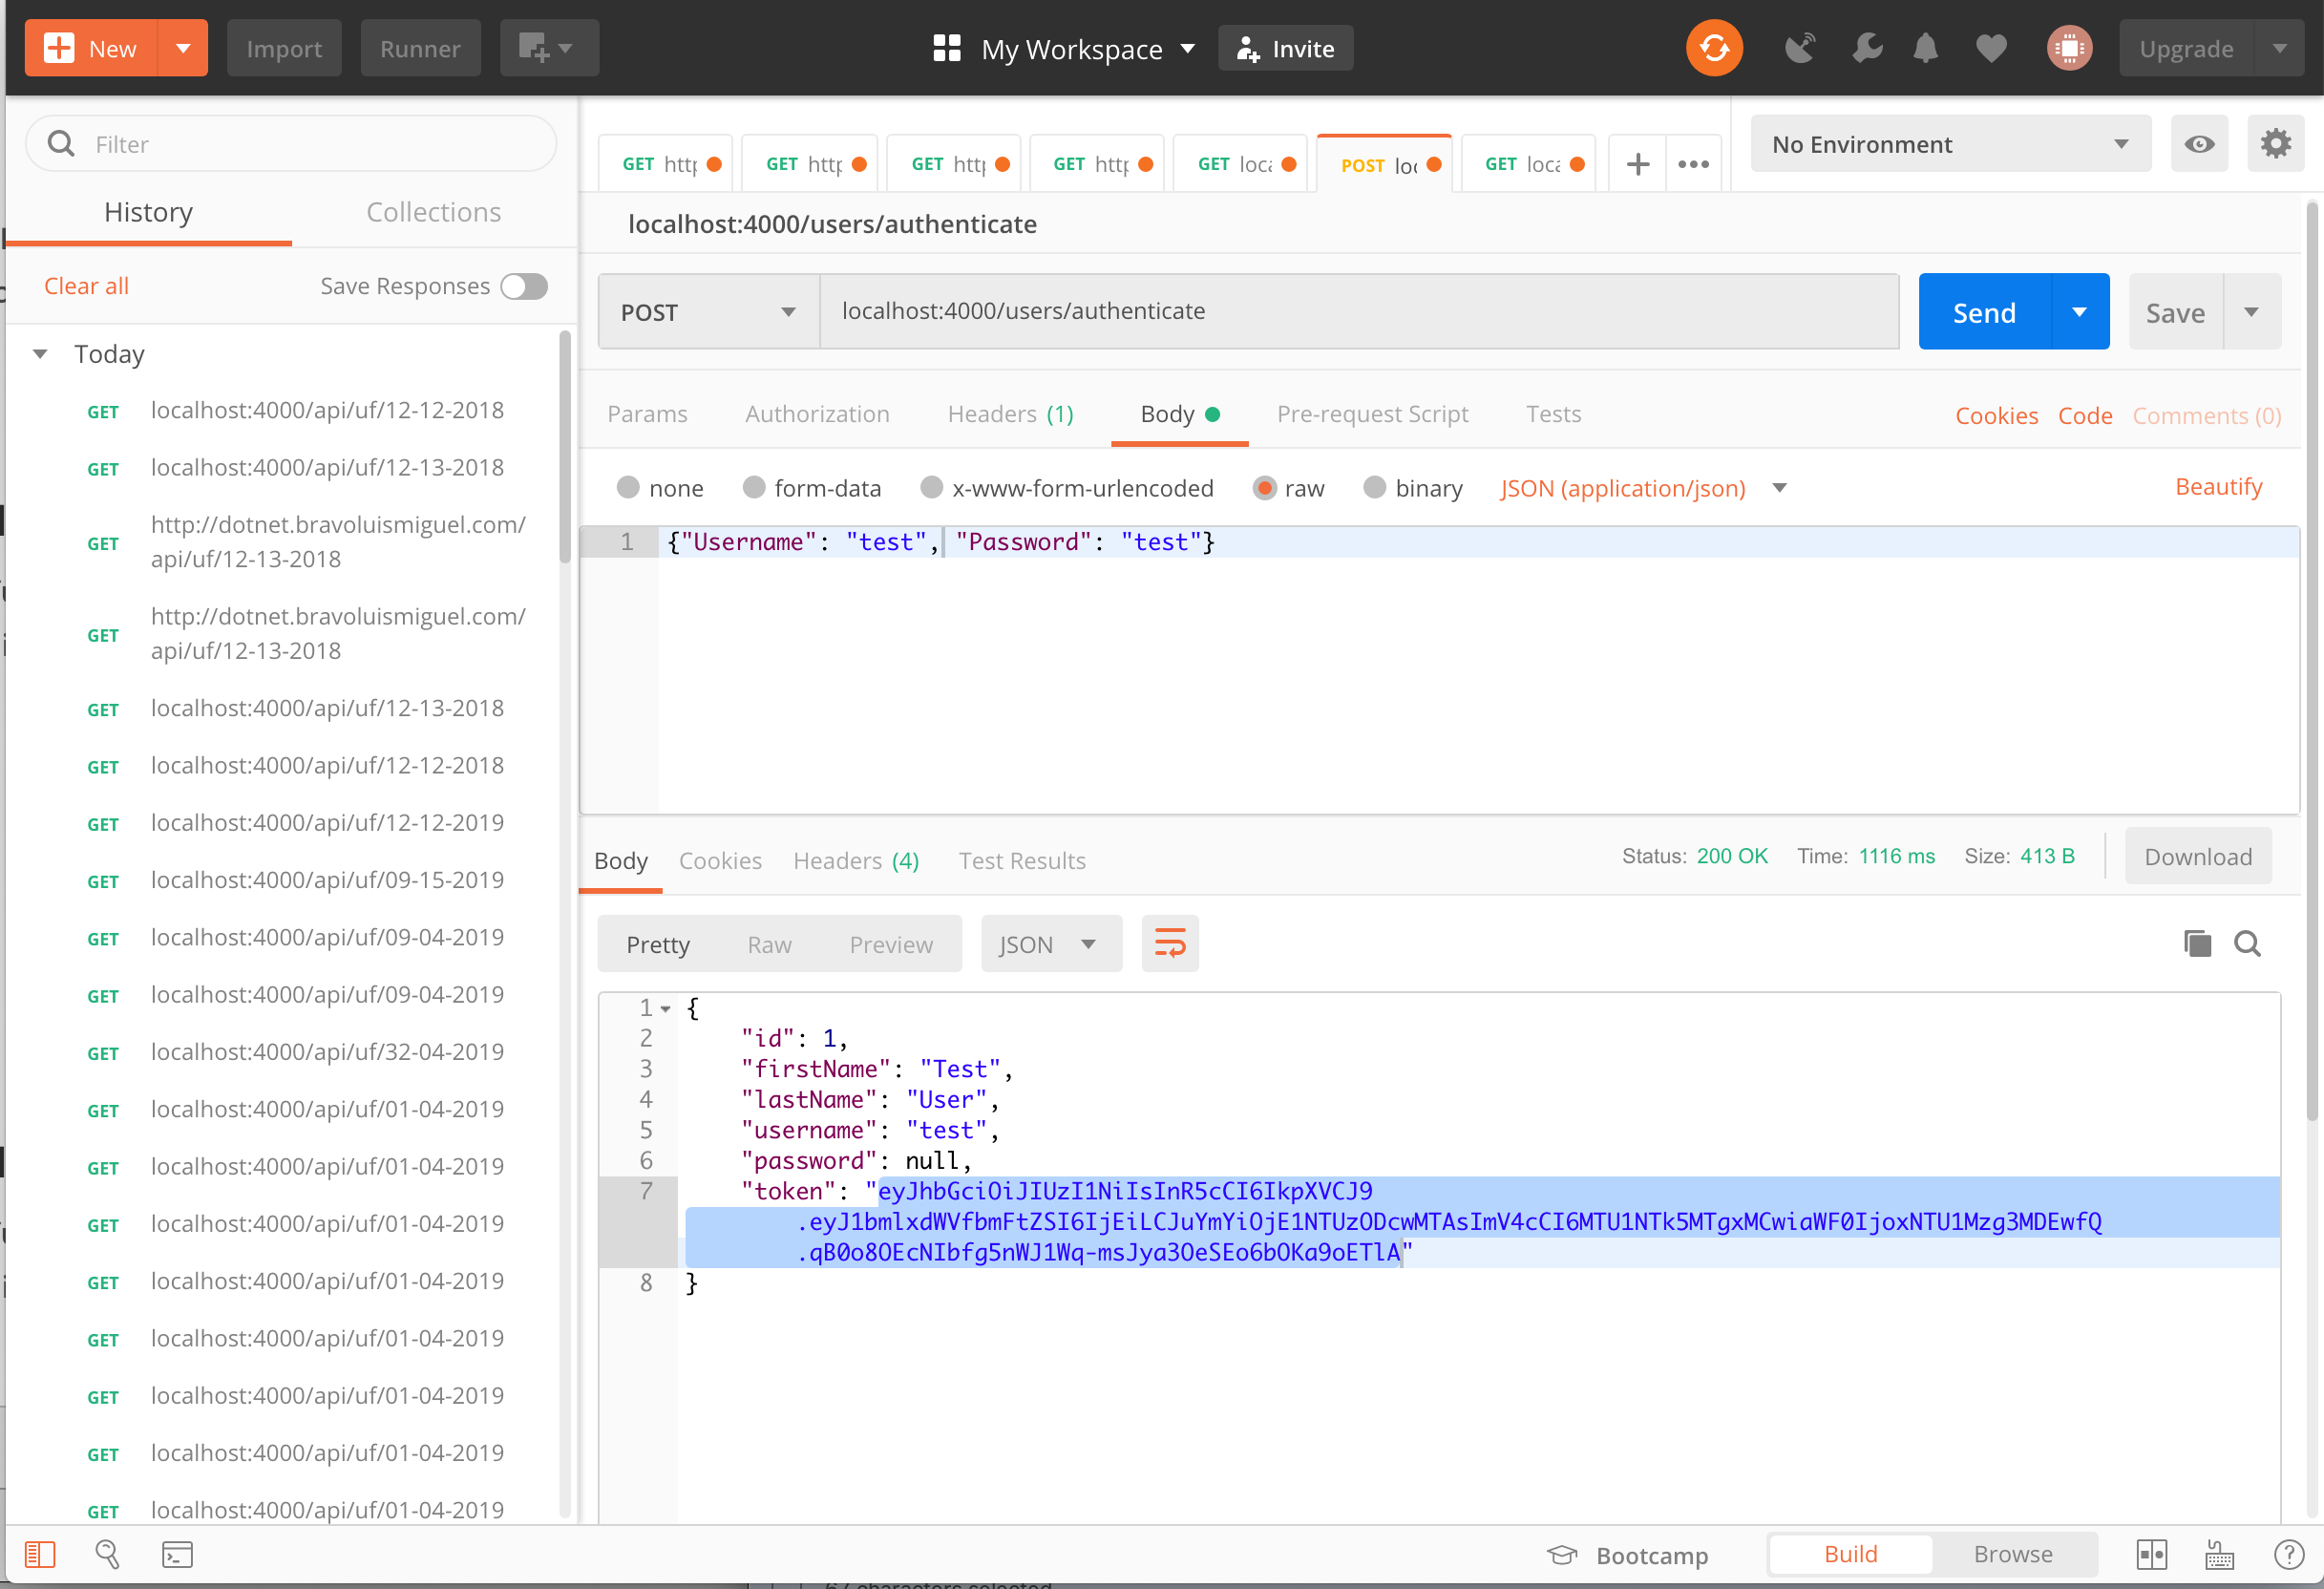 New
Import
Runner
My Workspace
Invite
Upgrade
Filter
History
Collections
Clear all
Save Responses
Today
GET localhost:4000/api/uf/12-12-2018
GET localhost:4000/api/uf/12-13-2018
GET http://dotnet.bravoluismiguel.com/
api/uf/12-13-2018
GET http://dotnet.bravoluismiguel.com/
api/uf/12-13-2018
GET localhost:4000/api/uf/12-13-2018
GET localhost:4000/api/uf/12-12-2018
GET localhost:4000/api/uf/12-12-2019
GET localhost:4000/api/uf/09-15-2019
GET localhost:4000/api/uf/09-04-2019
GET localhost:4000/api/uf/09-04-2019
GET localhost:4000/api/uf/32-04-2019
GET localhost:4000/api/uf/01-04-2019
GET localhost:4000/api/uf/01-04-2019
GET localhost:4000/api/uf/01-04-2019
GET localhost:4000/api/uf/01-04-2019
GET localhost:4000/api/uf/01-04-2019
GET localhost:4000/api/uf/01-04-2019
GET localhost:4000/api/uf/01-04-2019
GET localhost:4000/api/uf/01-04-2019
GET http GET http GET http GET http GET loca POST loc GET loca
No Environment
localhost:4000/users/authenticate
POST localhost:4000/users/authenticate
Send
Save
Params Authorization Headers (1) Body Pre-request Script Tests
Cookies Code Comments (0)
none form-data x-www-form-urlencoded raw binary JSON (application/json)
Beautify
1 {"Username": "test", "Password": "test"}
Body Cookies Headers (4) Test Results
Status: 200 OK Time: 1116 ms Size: 413 B
Download
Pretty Raw Preview JSON
1 {
2 "id": 1,
3 "firstName": "Test",
4 "lastName": "User",
5 "username": "test",
6 "password": null,
7 "token": "eyJhbGciOiJIUzI1NiIsInR5cCI6IkpXVCJ9
.eyJ1bmlxdWVfbmFtZSI6IjEiLCJuYmYiOjE1NTUzODcwMTAsImV4cCI6MTU1NTk5MTgxMCwiaWF0IjoxNTU1Mzg3MDEwfQ
.qB0o8OEcNIbfg5nWJ1Wq-msJya3OeSEo6bOKa9oETlA"
8 }
Bootcamp
Build
Browse